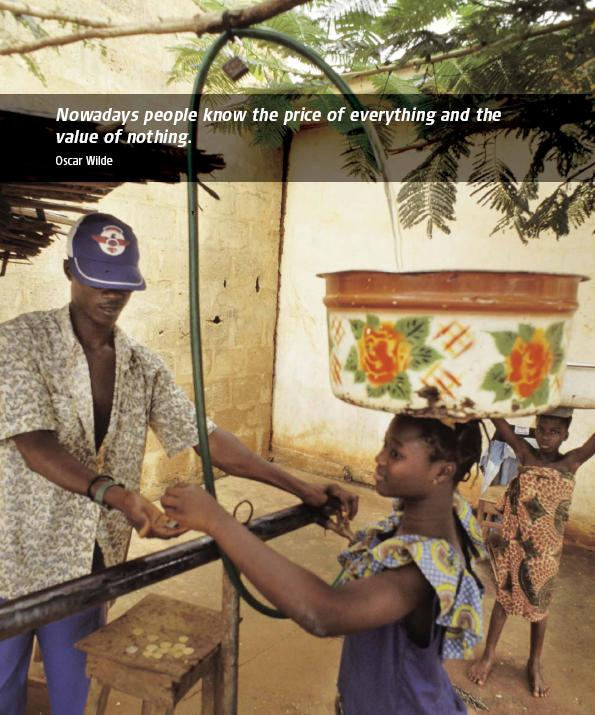 Nowadays people know the price of everything and the
value of nothing.
Oscar Wilde